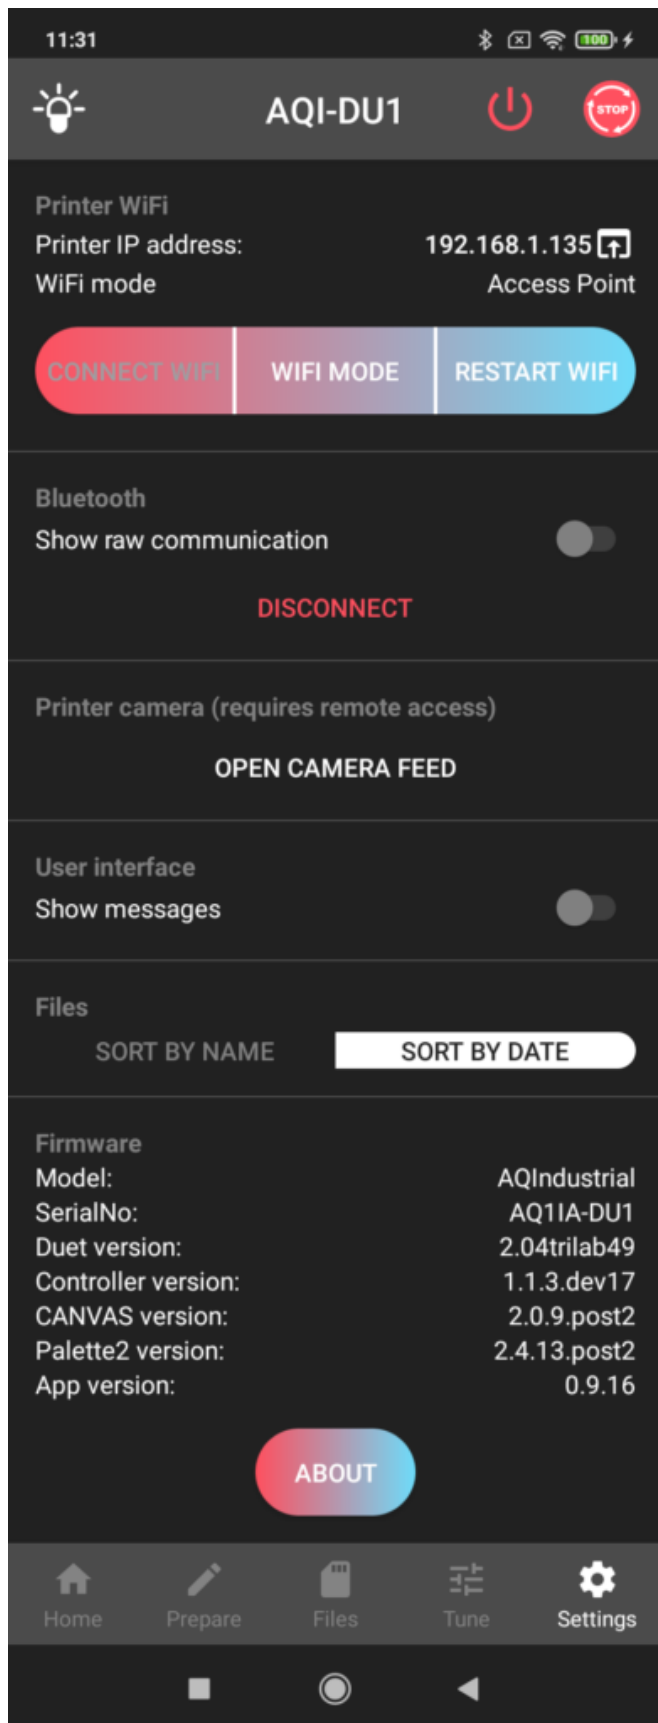 11:31
100
AQI-DU1
STOP
Printer WiFi
Printer IP address: 192.168.1.135
WiFi mode Access Point
CONNECT WIFI WIFI MODE RESTART WIFI
Bluetooth
Show raw communication
DISCONNECT
Printer camera (requires remote access)
OPEN CAMERA FEED
User interface
Show messages
Files
SORT BY NAME SORT BY DATE
Firmware
Model: AQIndustrial
SerialNo: AQ1IA-DU1
Duet version: 2.04trilab49
Controller version: 1.1.3.dev17
CANVAS version: 2.0.9.post2
Palette2 version: 2.4.13.post2
App version: 0.9.16
ABOUT
Home Prepare Files Tune Settings